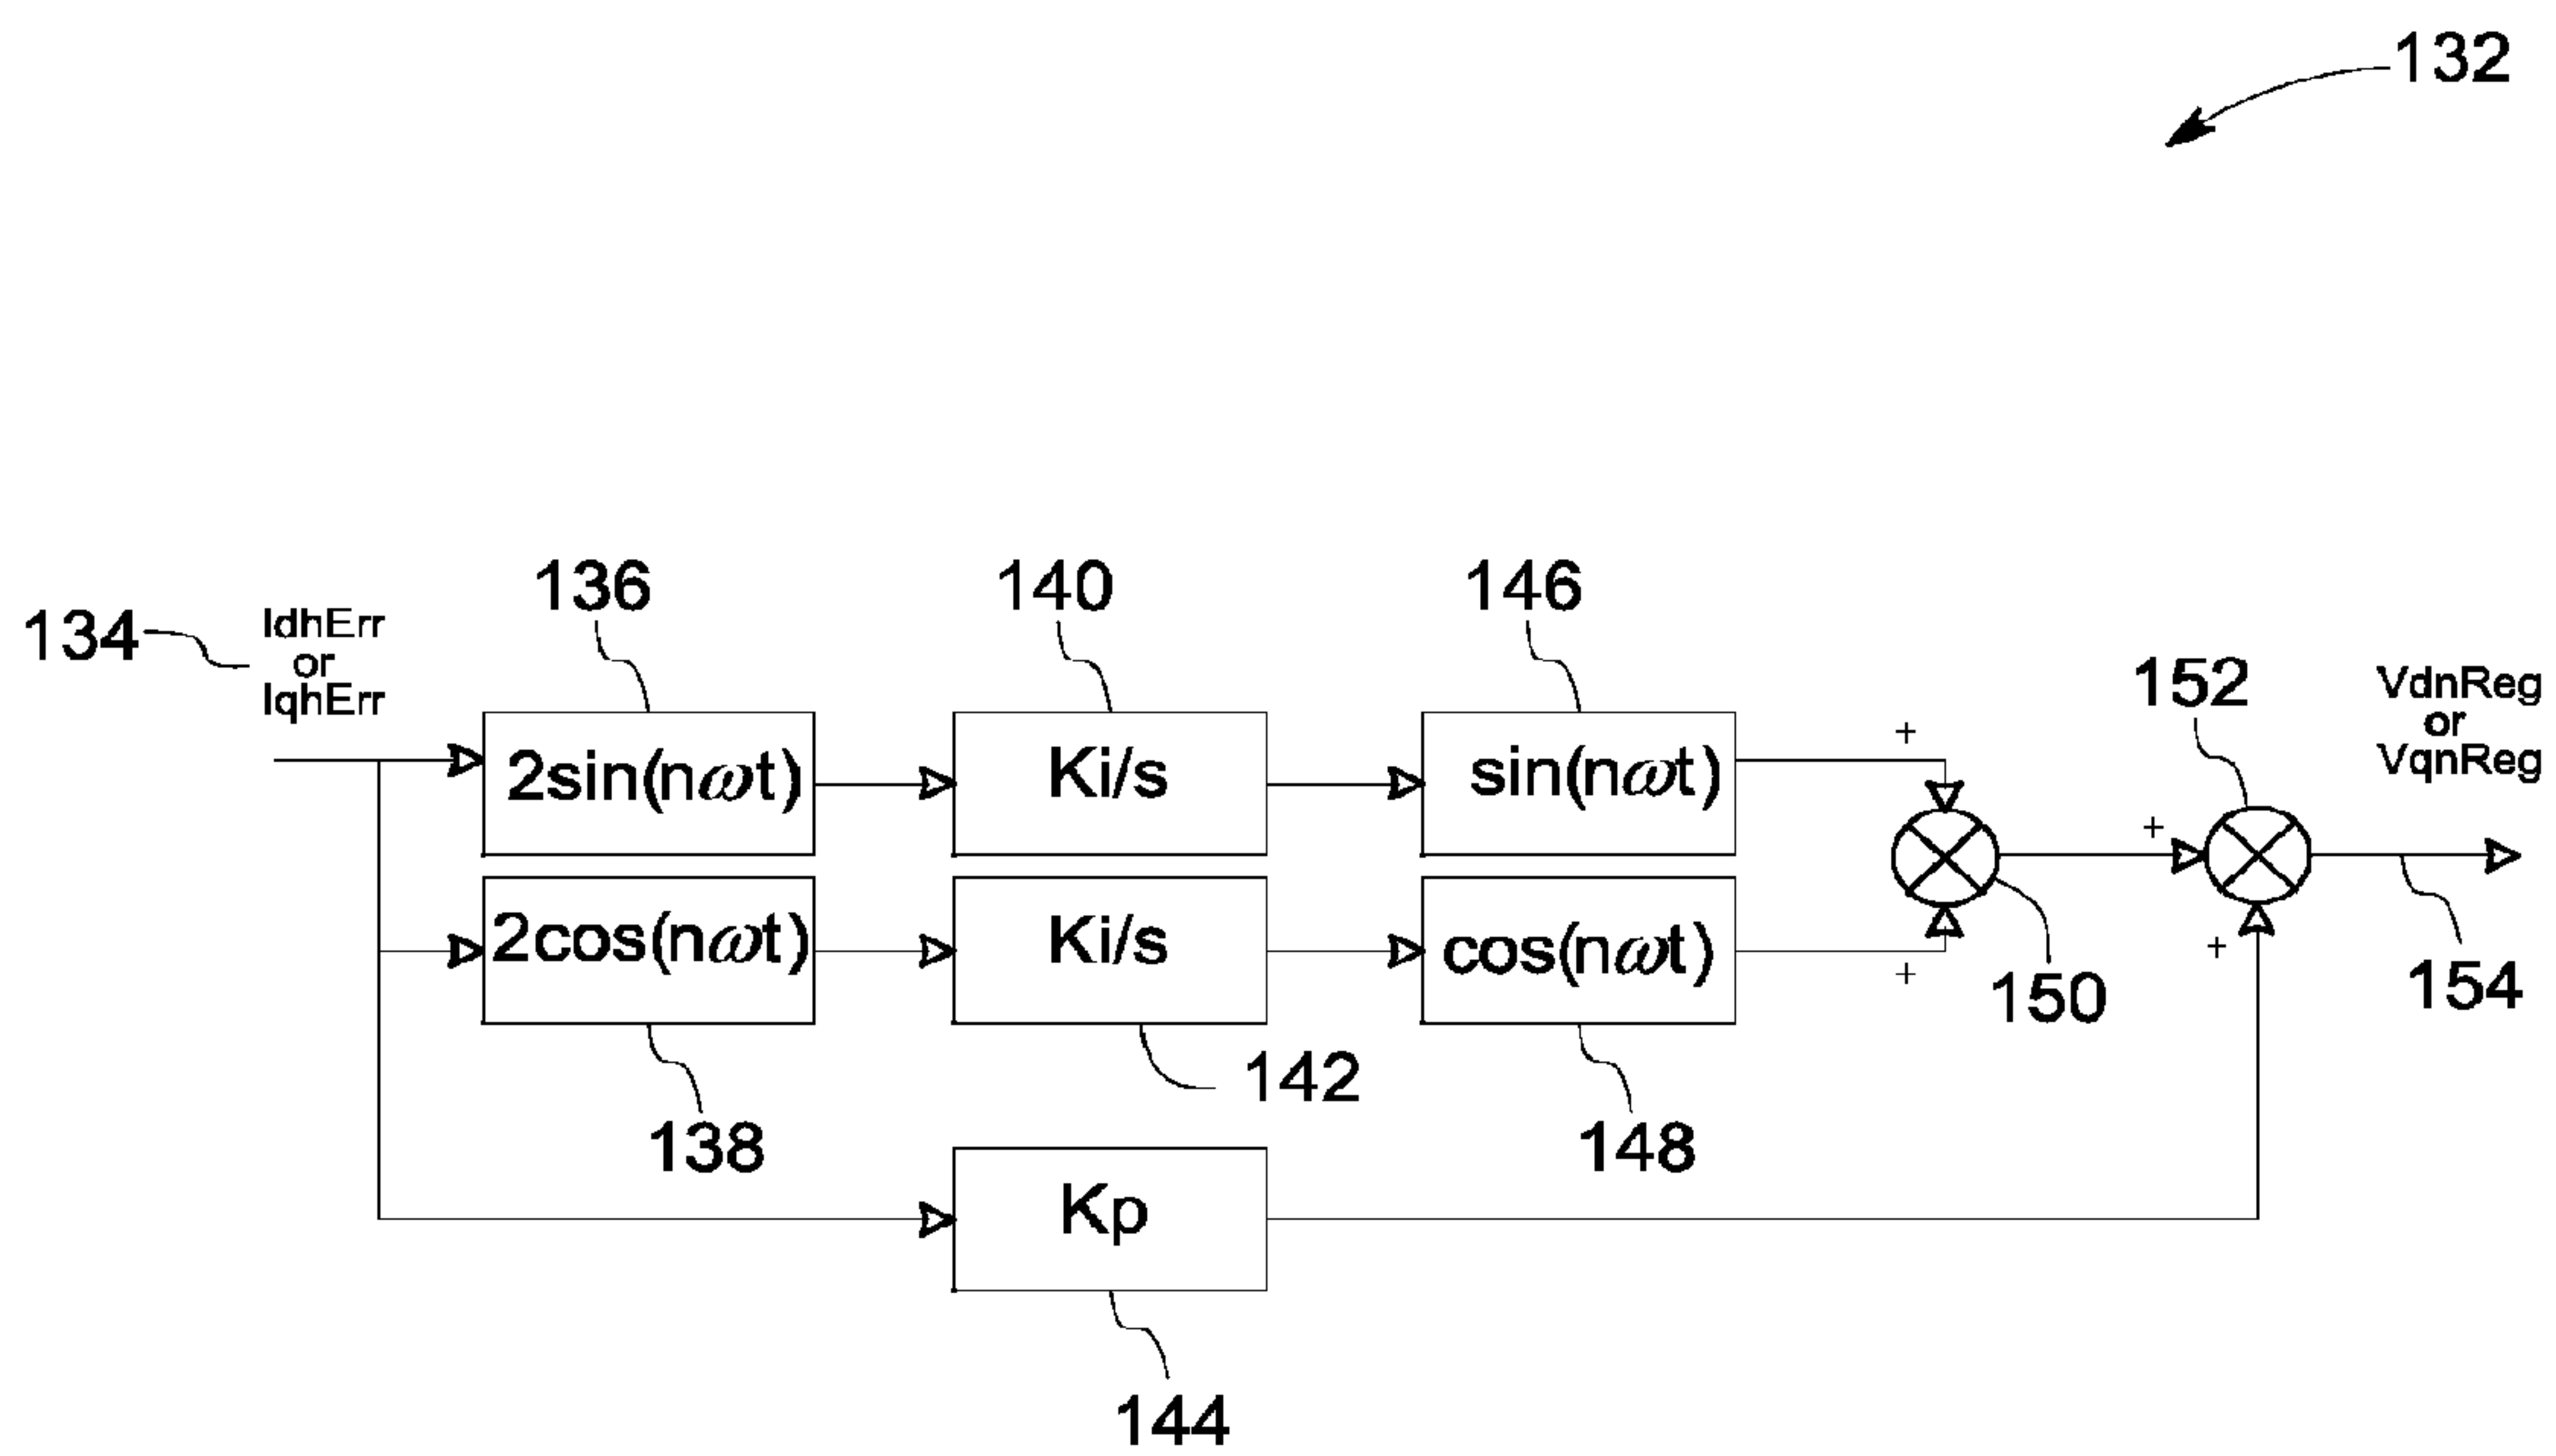 132
136
140
146
134
IdhErr
or
IqhErr
152
VdnReg
or
VqnReg
2sin(nωt)
Ki/s
sin(nωt)
+
+
2cos(nωt)
Ki/s
cos(nωt)
+
+
150
154
142
138
148
Kp
144